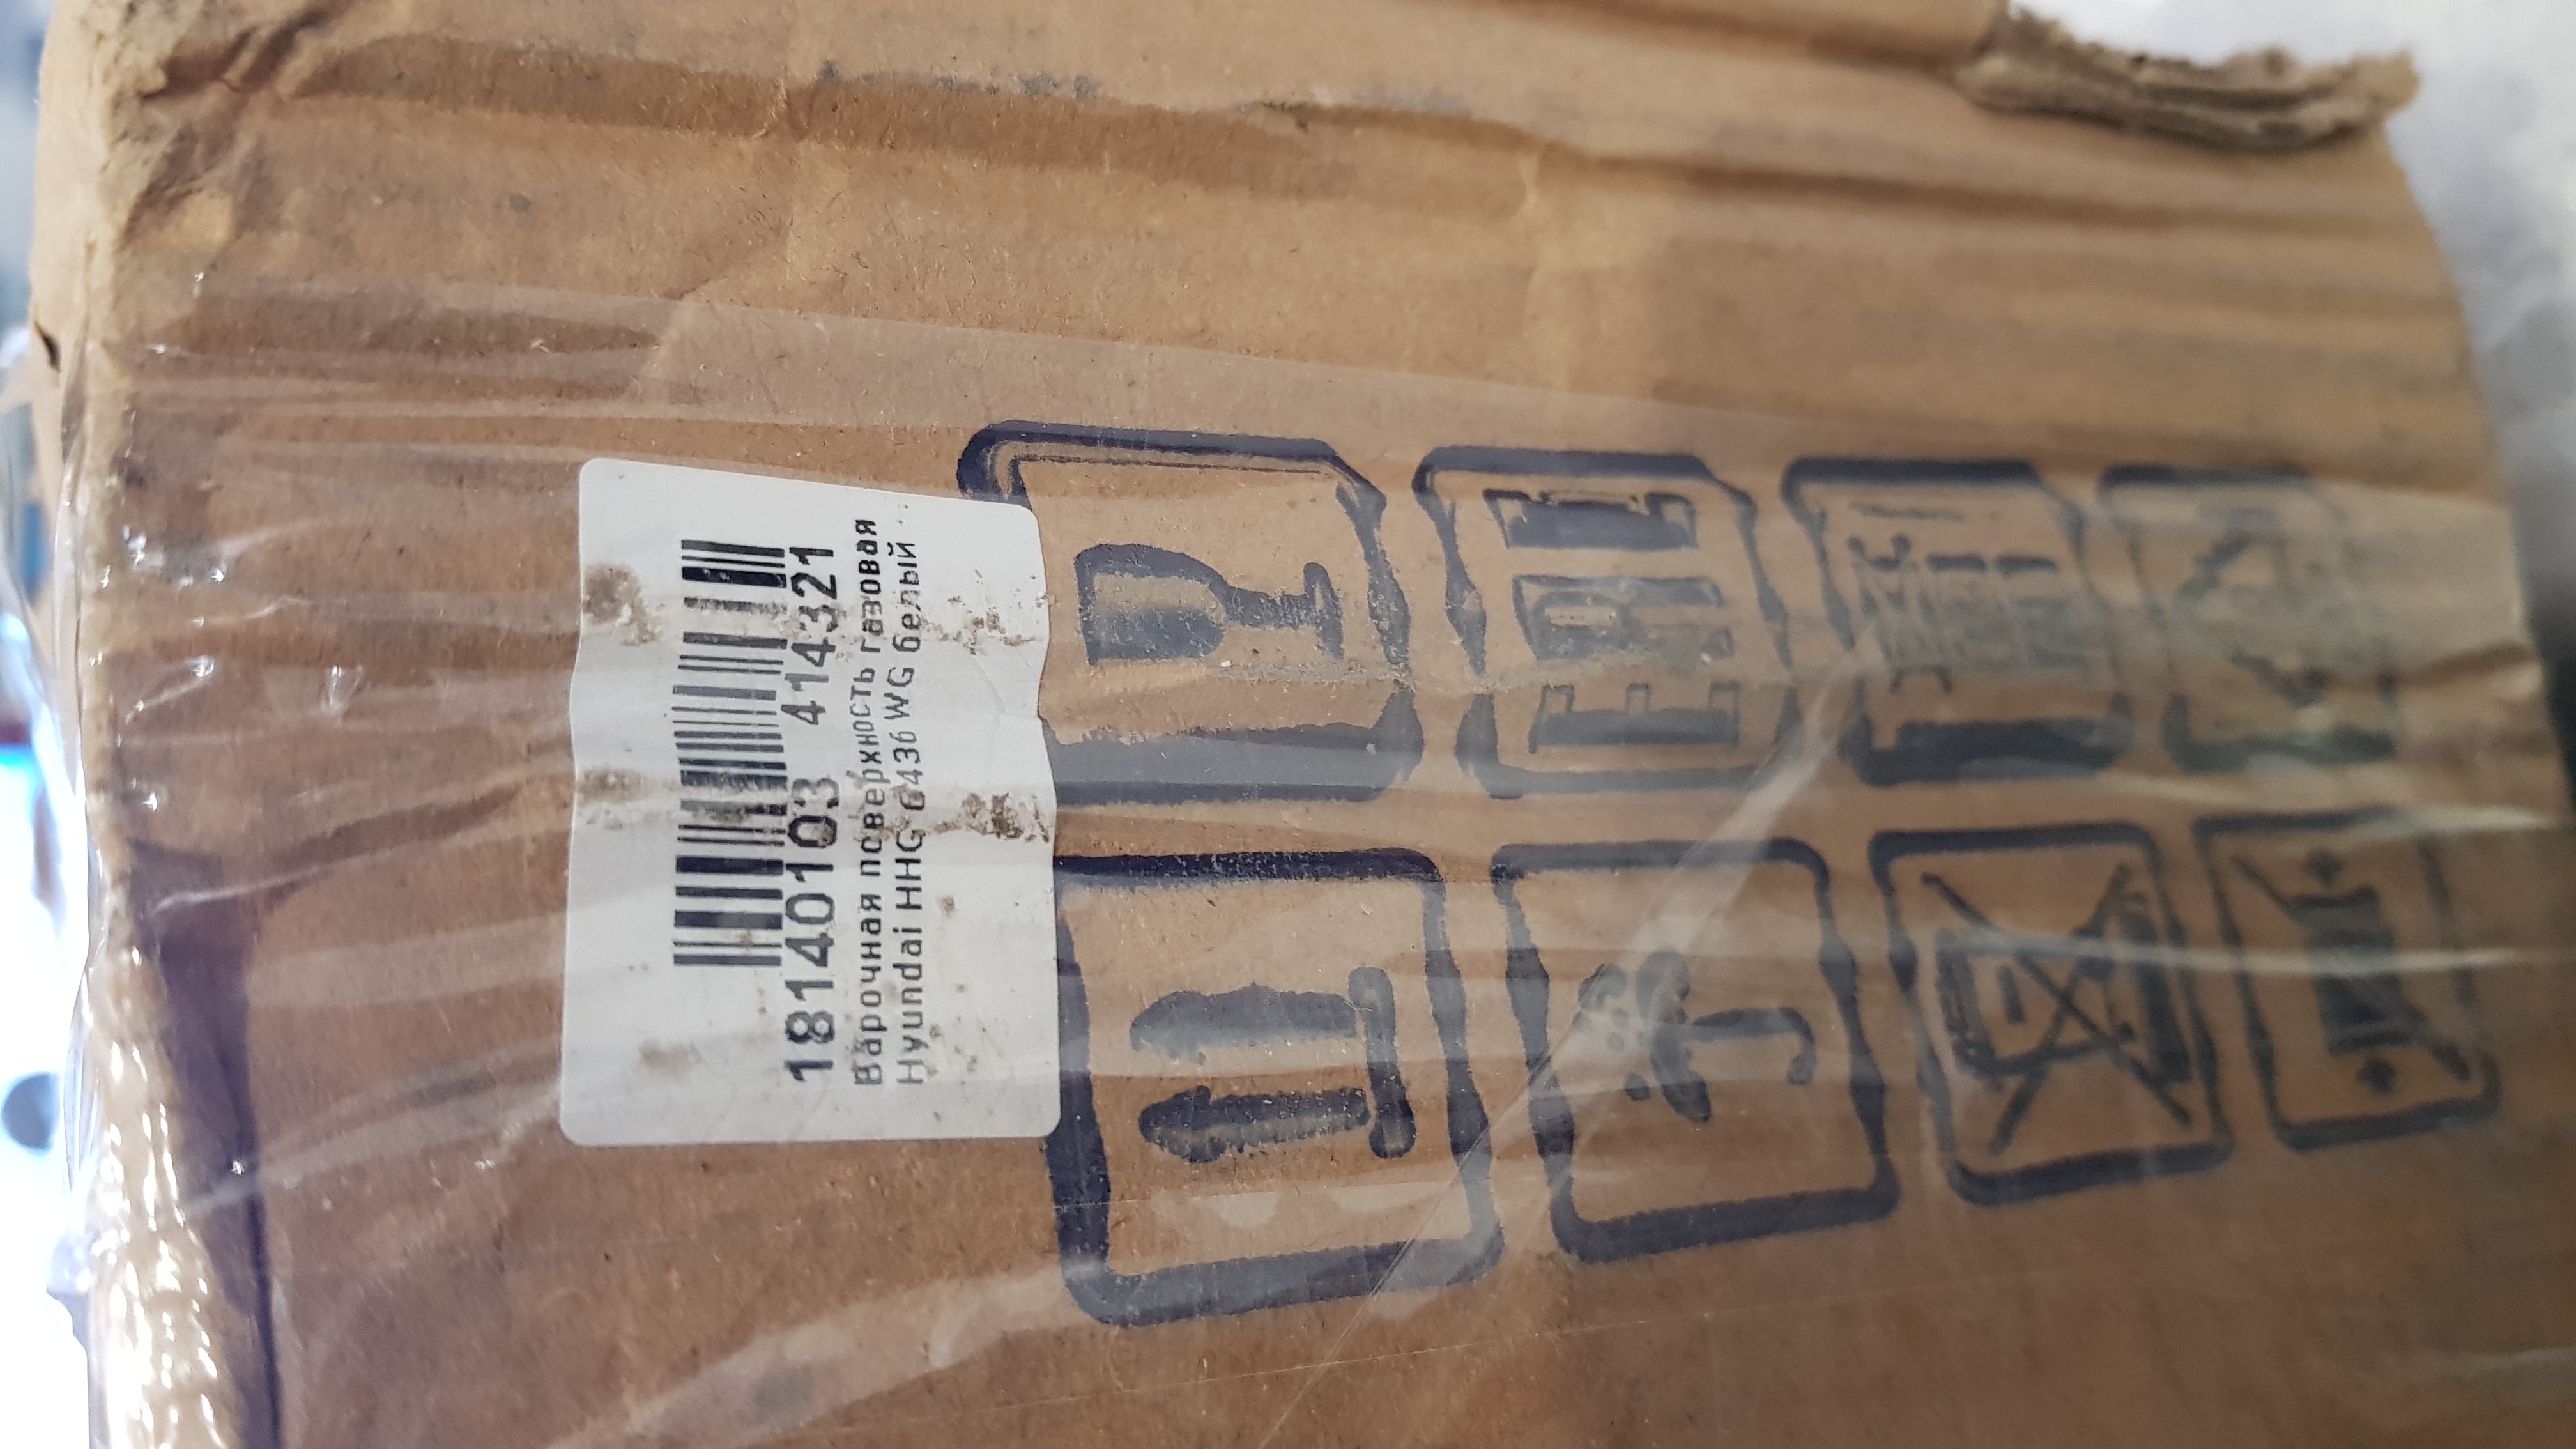 18140103 414321
Варочная поверхность газовая
Hyundai HHG 6436 WG белый ..